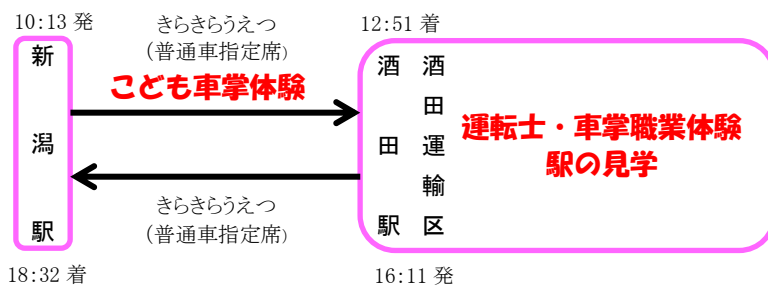 10:13 発
きらきらうえつ
(普通車指定席)
12:51 着
新潟駅
こども車掌体験
酒田駅
酒田運輸区
運転士・車掌職業体験
駅の見学
きらきらうえつ
(普通車指定席)
18:32 着
16:11 発